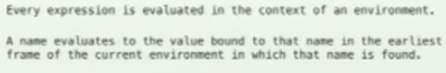 Every expression is evaluated in the context of an environment.
A name evaluates to the value bound to that name in the earliest
frame of the current environment in which that name is found.